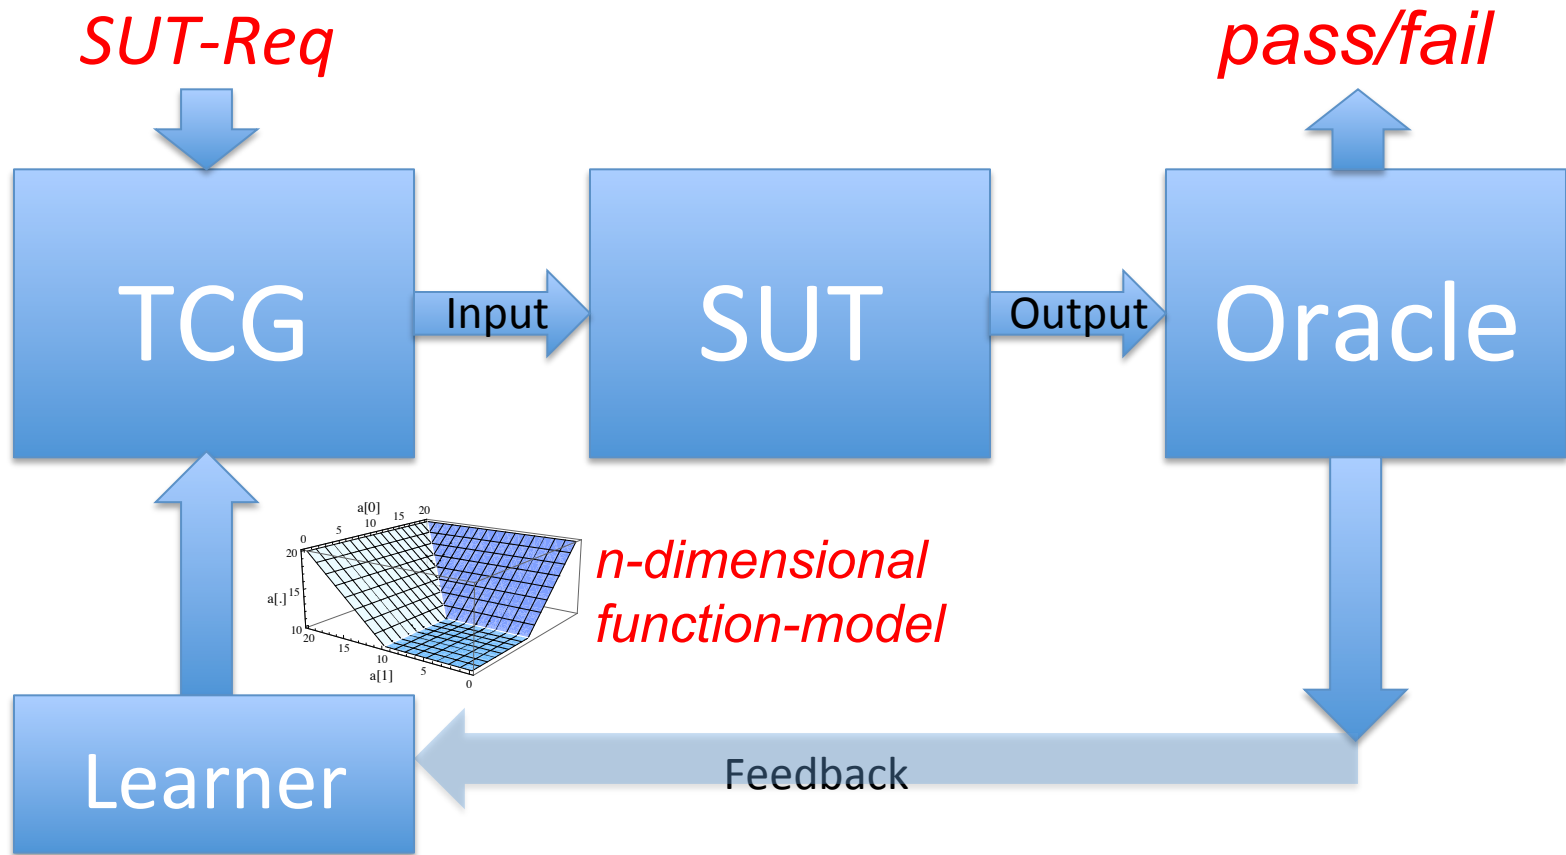 SUT-Req
pass/fail
TCG
Input
SUT
Output
Oracle
a[0]
0
5
10
15
20
20
15
10
a[.]
20
15
10
5
0
a[1]
n-dimensional
function-model
Learner
Feedback